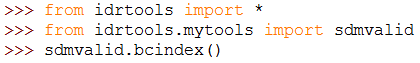 >>> from idrtools import *
>>> from idrtools.mytools import sdmvalid
>>> sdmvalid.bcindex()